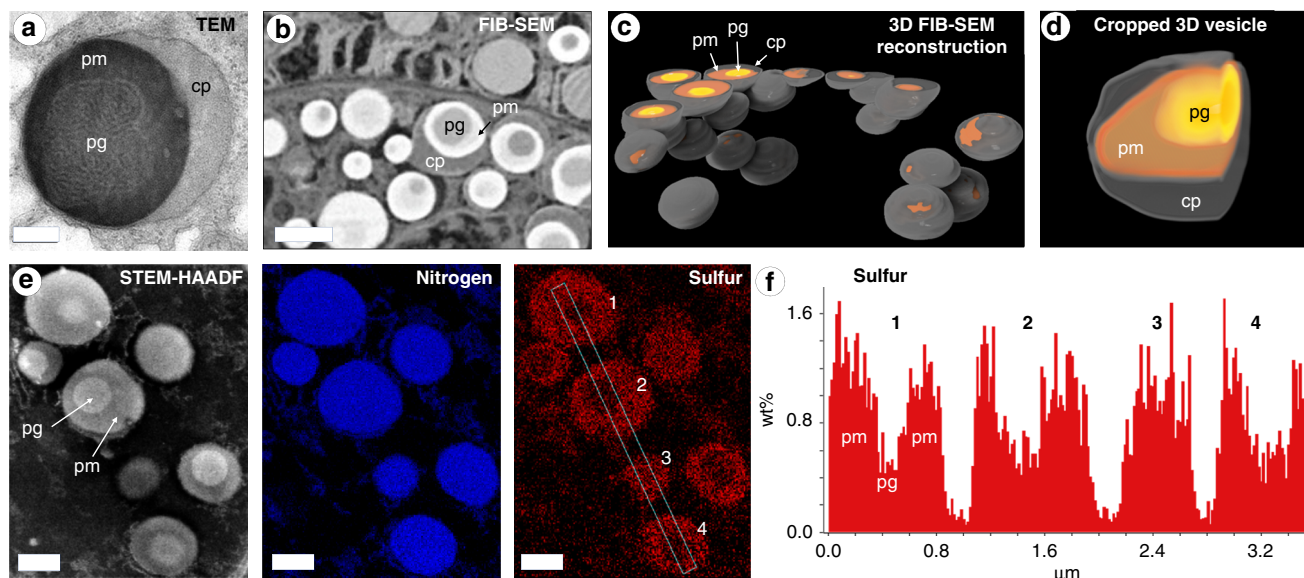 a
TEM
pm
cp
pg
b
FIB-SEM
pg
pm
cp
c
3D FIB-SEM
reconstruction
pm
pg
cp
d
Cropped 3D vesicle
pg
pm
cp
e
STEM-HAADF
pg
pm
Nitrogen
Sulfur
1
2
3
4
f
Sulfur
1.6
0.8
0.0
wt%
1
2
3
4
pm
pg
pm
0.0
0.8
1.6
2.4
3.2
µm